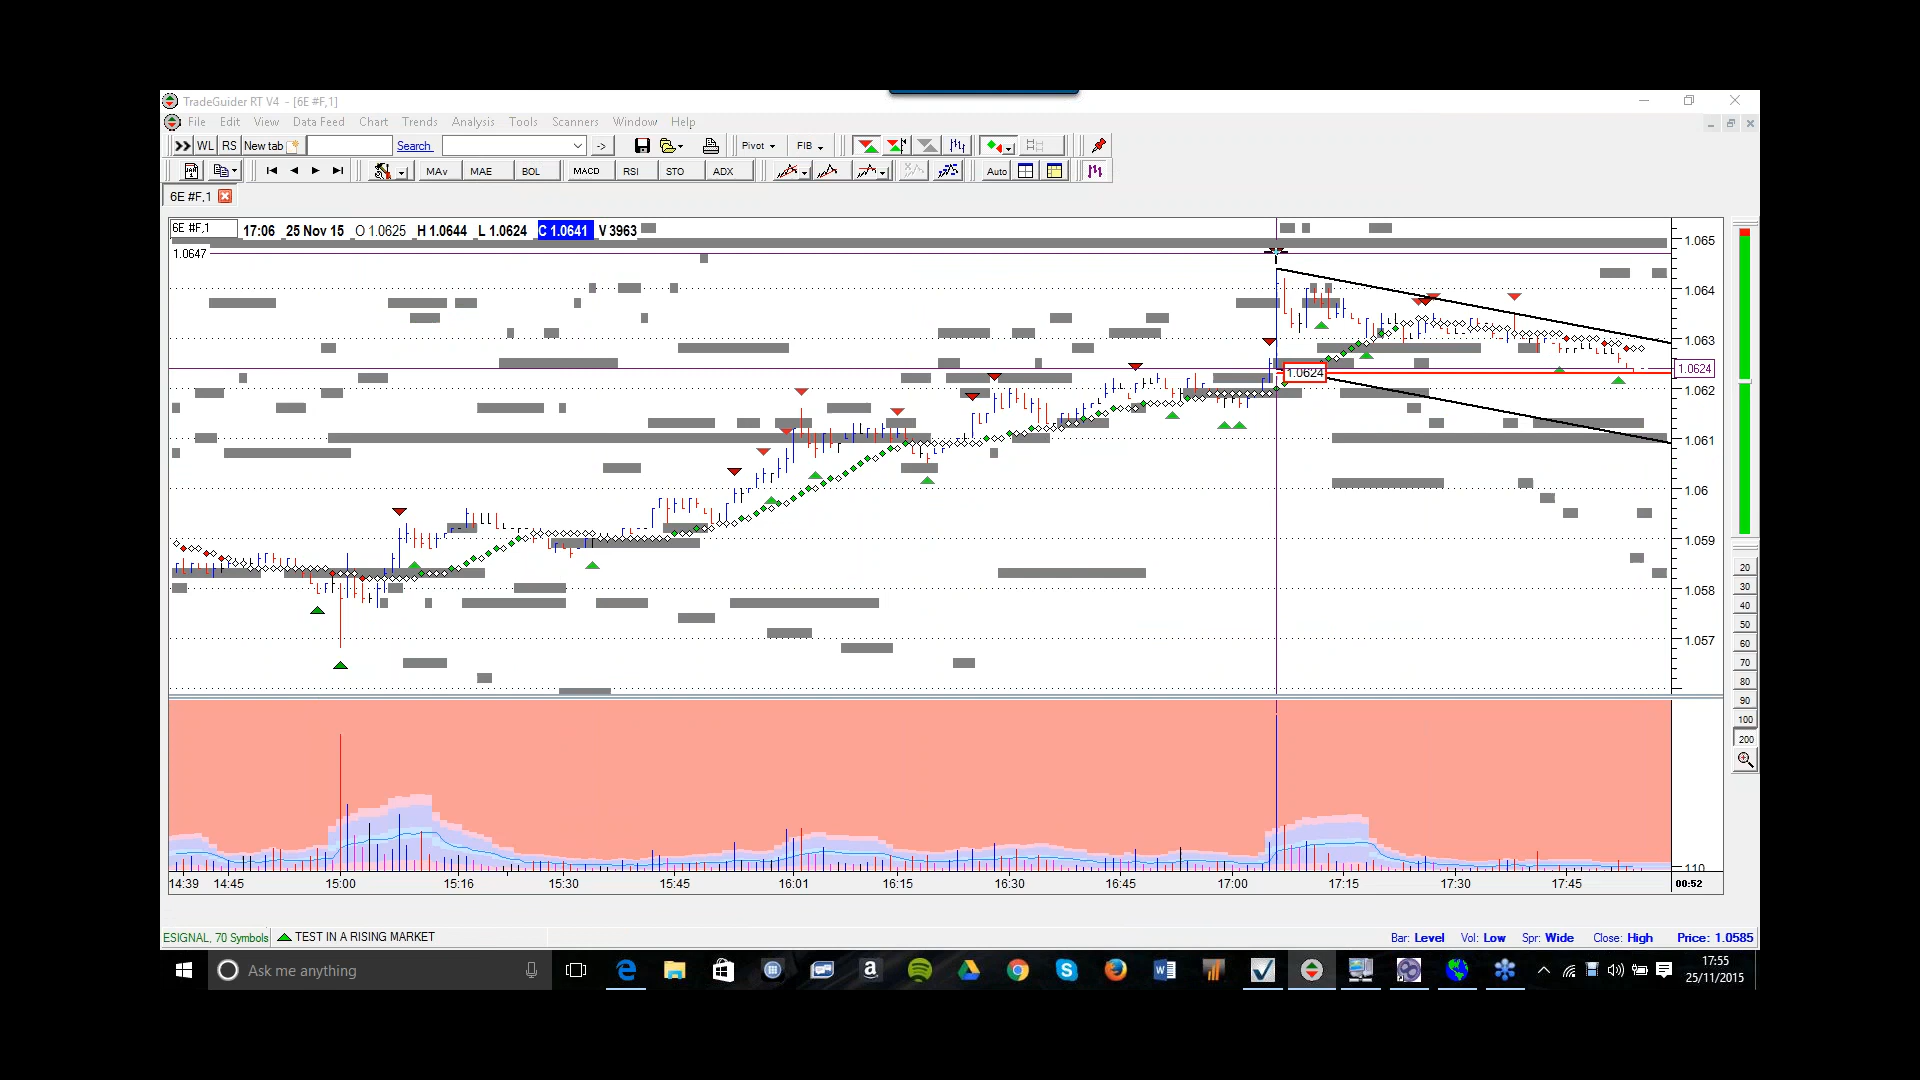 TradeGuider RT V4 - [6E #F,1]
File Edit View Data Feed Chart Trends Analysis Tools Scanners Window Help
WL RS New tab Search -> Pivot FIB
MAv MAE BOL MACD RSI STO ADX Auto
6E #F,1
6E #F,1 17:06 25 Nov 15 O 1.0625 H 1.0644 L 1.0624 C 1.0641 V 3963
1.065
1.0647
1.064
1.063
1.0624
1.0624
1.062
1.061
1.06
1.059
1.058
1.057
20
30
40
50
60
70
80
90
100
200
110
14:39 14:45 15:00 15:16 15:30 15:45 16:01 16:15 16:30 16:45 17:00 17:15 17:30 17:45 00:52
ESIGNAL, 70 Symbols TEST IN A RISING MARKET Bar: Level Vol: Low Spr: Wide Close: High Price: 1.0585
Ask me anything
17:55
25/11/2015